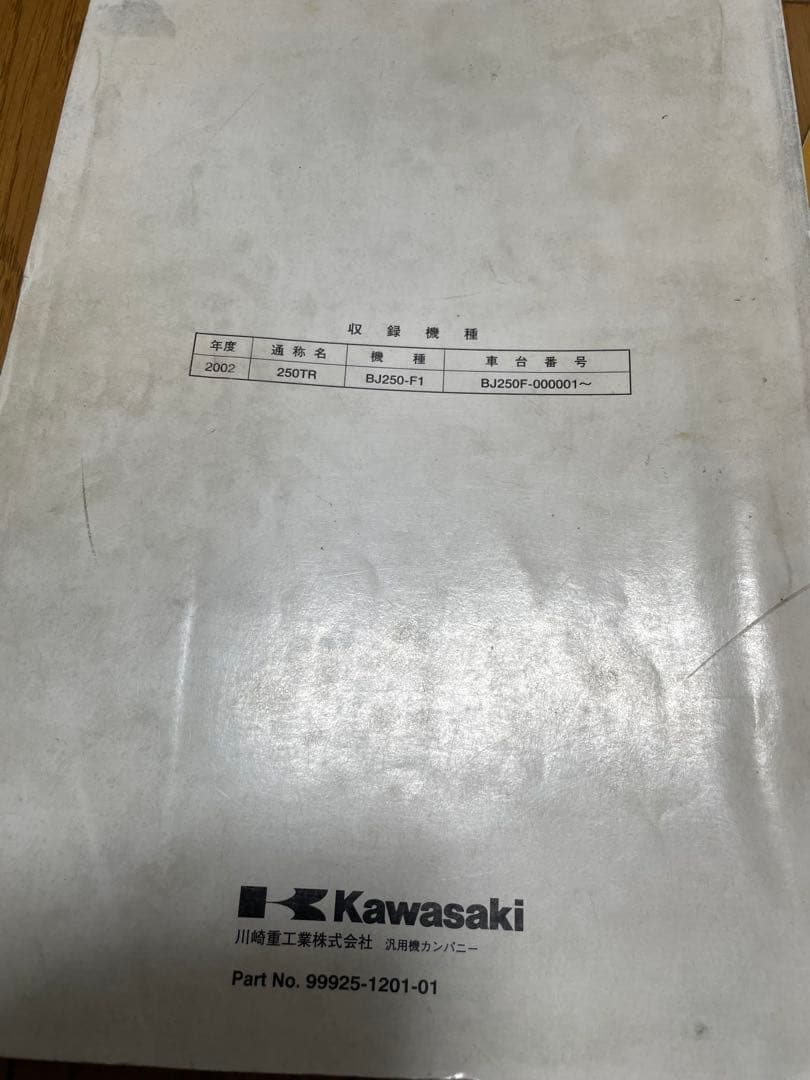 収録機種
年度 通称名 機種 車台番号
2002 250TR BJ250-F1 BJ250F-000001～
Kawasaki
川崎重工業株式会社 汎用機カンパニー
Part No. 99925-1201-01